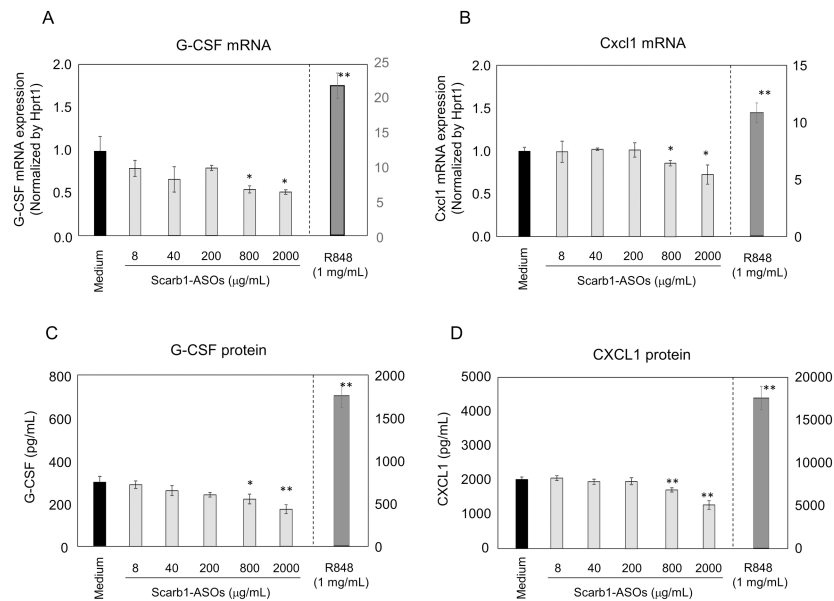 A
G-CSF mRNA
G-CSF mRNA expression
(Normalized by Hprt1)
2.0
1.5
1.0
0.5
0.0
25
20
15
10
5
0
* * **
Medium 8 40 200 800 2000 R848
(1 mg/mL)
Scarb1-ASOs (μg/mL)
B
Cxcl1 mRNA
Cxcl1 mRNA expression
(Normalized by Hprt1)
2.0
1.5
1.0
0.5
0.0
15
10
5
0
* * **
Medium 8 40 200 800 2000 R848
(1 mg/mL)
Scarb1-ASOs (μg/mL)
C
G-CSF protein
G-CSF (pg/mL)
800
600
400
200
0
2000
1500
1000
500
0
* ** **
Medium 8 40 200 800 2000 R848
(1 mg/mL)
Scarb1-ASOs (μg/mL)
D
CXCL1 protein
CXCL1 (pg/mL)
5000
4000
3000
2000
1000
0
20000
15000
10000
5000
0
** ** **
Medium 8 40 200 800 2000 R848
(1 mg/mL)
Scarb1-ASOs (μg/mL)